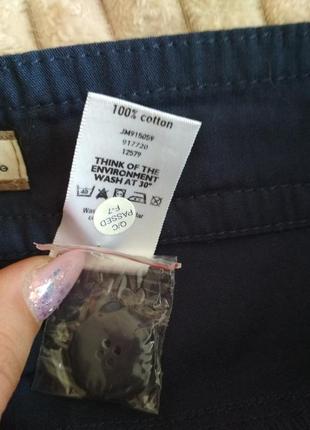 100% cotton
JM915059
917720
12579
THINK OF THE
ENVIRONMENT
WASH AT 30°
Q/C
PASSED
F-7